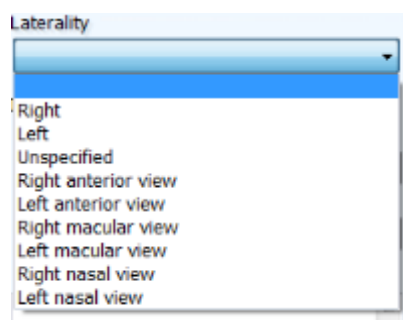 Laterality
Right
Left
Unspecified
Right anterior view
Left anterior view
Right macular view
Left macular view
Right nasal view
Left nasal view